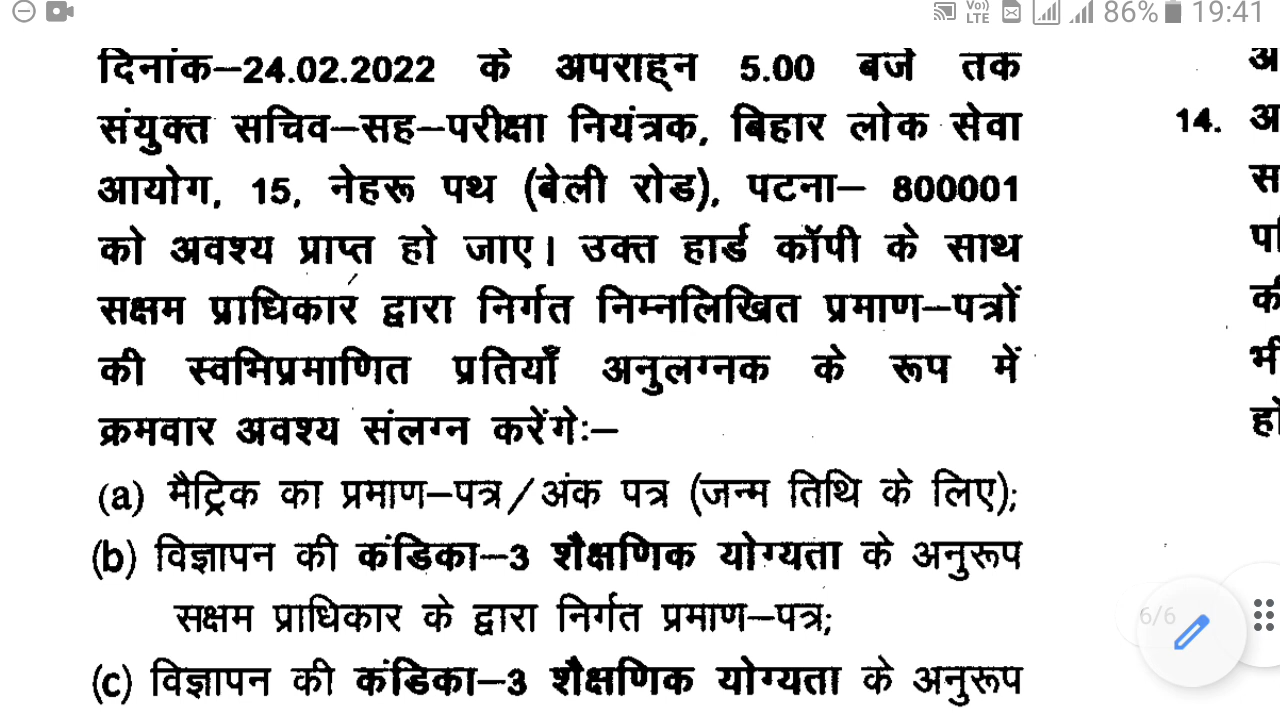 Vo) LTE 86% 19:41
दिनांक–24.02.2022 के अपराह्न 5.00 बजे तक
संयुक्त सचिव–सह–परीक्षा नियंत्रक, बिहार लोक सेवा
आयोग, 15, नेहरू पथ (बेली रोड), पटना– 800001
को अवश्य प्राप्त हो जाए। उक्त हार्ड कॉपी के साथ
सक्षम प्राधिकार द्वारा निर्गत निम्नलिखित प्रमाण–पत्रों
की स्वभिप्रमाणित प्रतियाँ अनुलग्नक के रूप में
क्रमवार अवश्य संलग्न करेंगेः–
(a) मैट्रिक का प्रमाण–पत्र/अंक पत्र (जन्म तिथि के लिए);
(b) विज्ञापन की कंडिका–3 शैक्षणिक योग्यता के अनुरूप
सक्षम प्राधिकार के द्वारा निर्गत प्रमाण–पत्र;
(c) विज्ञापन की कंडिका–3 शैक्षणिक योग्यता के अनुरूप
14.
6/6